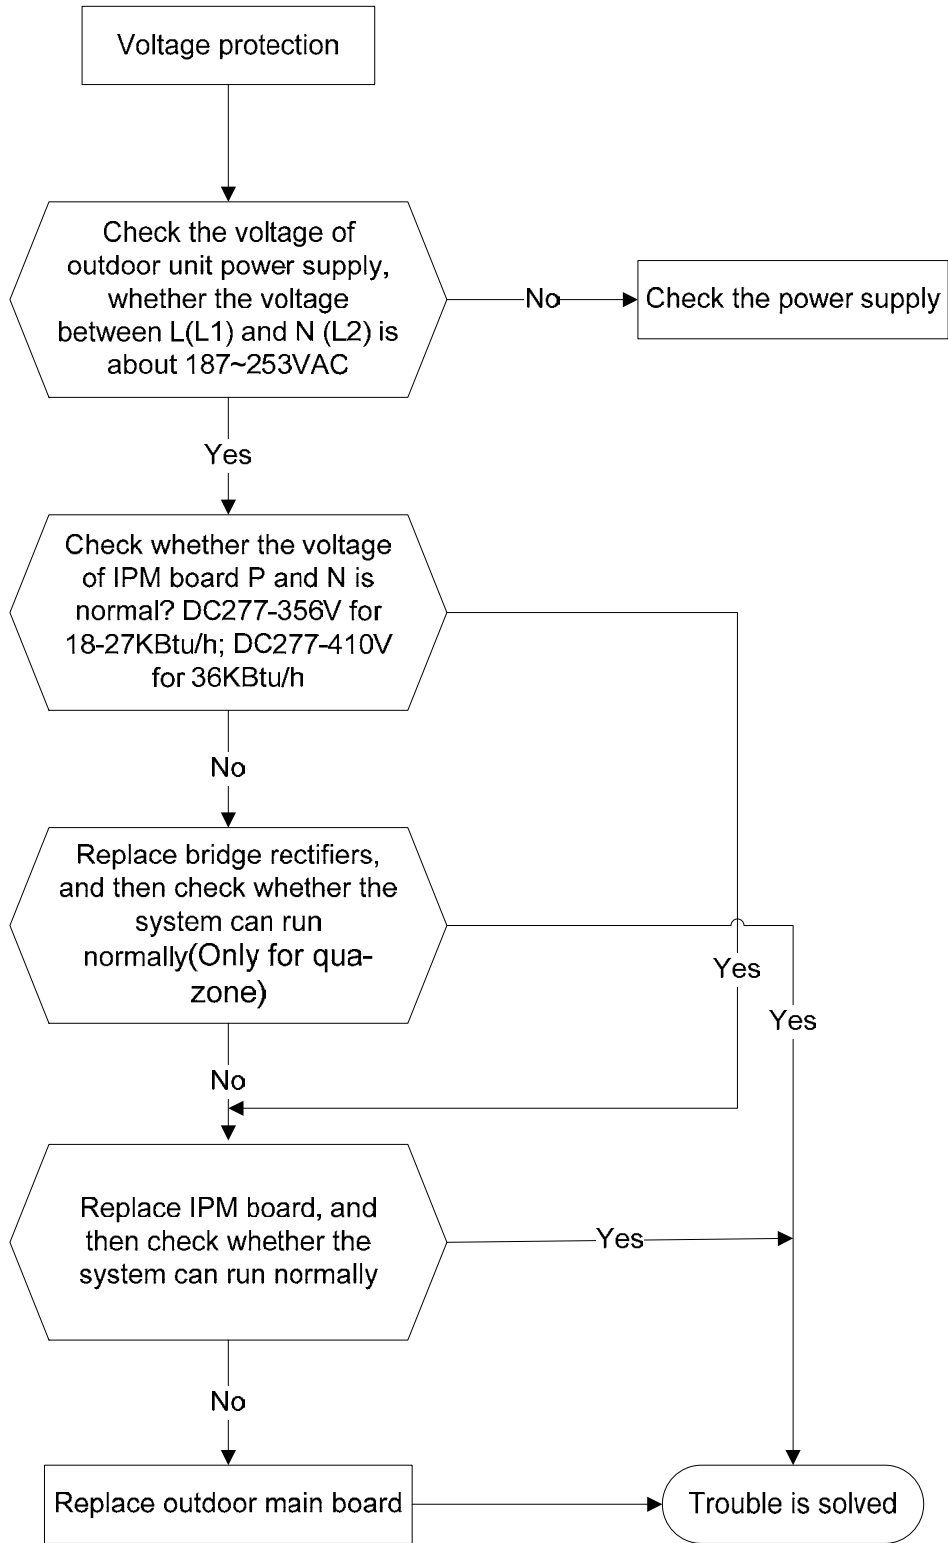 Voltage protection
Check the voltage of
outdoor unit power supply,
whether the voltage
between L(L1) and N (L2) is
about 187~253VAC
No
Check the power supply
Yes
Check whether the voltage
of IPM board P and N is
normal? DC277-356V for
18-27KBtu/h; DC277-410V
for 36KBtu/h
No
Replace bridge rectifiers,
and then check whether the
system can run
normally(Only for qua-
zone)
Yes
Yes
No
Replace IPM board, and
then check whether the
system can run normally
Yes
No
Replace outdoor main board
Trouble is solved